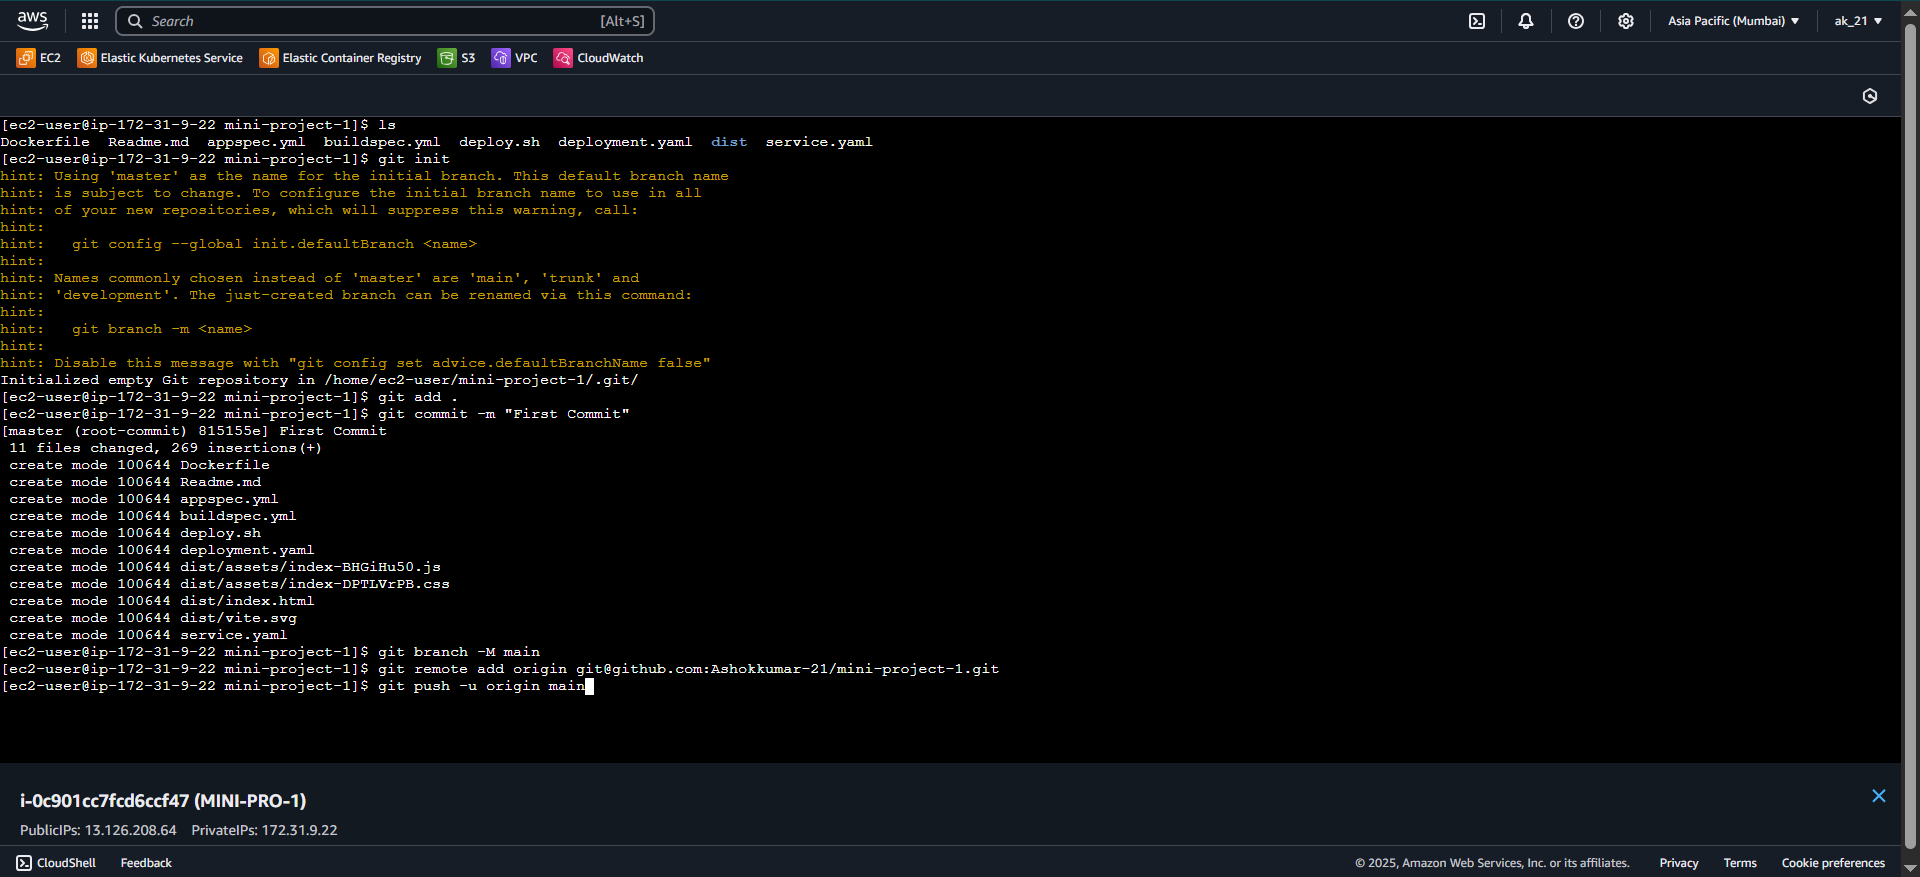 aws
Search [Alt+S]
Asia Pacific (Mumbai) ak_21
EC2 Elastic Kubernetes Service Elastic Container Registry S3 VPC CloudWatch
[ec2-user@ip-172-31-9-22 mini-project-1]$ ls
Dockerfile  Readme.md  appspec.yml  buildspec.yml  deploy.sh  deployment.yaml  dist  service.yaml
[ec2-user@ip-172-31-9-22 mini-project-1]$ git init
hint: Using 'master' as the name for the initial branch. This default branch name
hint: is subject to change. To configure the initial branch name to use in all
hint: of your new repositories, which will suppress this warning, call:
hint:
hint:   git config --global init.defaultBranch <name>
hint:
hint: Names commonly chosen instead of 'master' are 'main', 'trunk' and
hint: 'development'. The just-created branch can be renamed via this command:
hint:
hint:   git branch -m <name>
hint:
hint: Disable this message with "git config set advice.defaultBranchName false"
Initialized empty Git repository in /home/ec2-user/mini-project-1/.git/
[ec2-user@ip-172-31-9-22 mini-project-1]$ git add .
[ec2-user@ip-172-31-9-22 mini-project-1]$ git commit -m "First Commit"
[master (root-commit) 815155e] First Commit
 11 files changed, 269 insertions(+)
 create mode 100644 Dockerfile
 create mode 100644 Readme.md
 create mode 100644 appspec.yml
 create mode 100644 buildspec.yml
 create mode 100644 deploy.sh
 create mode 100644 deployment.yaml
 create mode 100644 dist/assets/index-BHGiHu50.js
 create mode 100644 dist/assets/index-DPTLVrPB.css
 create mode 100644 dist/index.html
 create mode 100644 dist/vite.svg
 create mode 100644 service.yaml
[ec2-user@ip-172-31-9-22 mini-project-1]$ git branch -M main
[ec2-user@ip-172-31-9-22 mini-project-1]$ git remote add origin git@github.com:Ashokkumar-21/mini-project-1.git
[ec2-user@ip-172-31-9-22 mini-project-1]$ git push -u origin main
i-0c901cc7fcd6ccf47 (MINI-PRO-1)
PublicIPs: 13.126.208.64 PrivateIPs: 172.31.9.22
CloudShell Feedback © 2025, Amazon Web Services, Inc. or its affiliates. Privacy Terms Cookie preferences